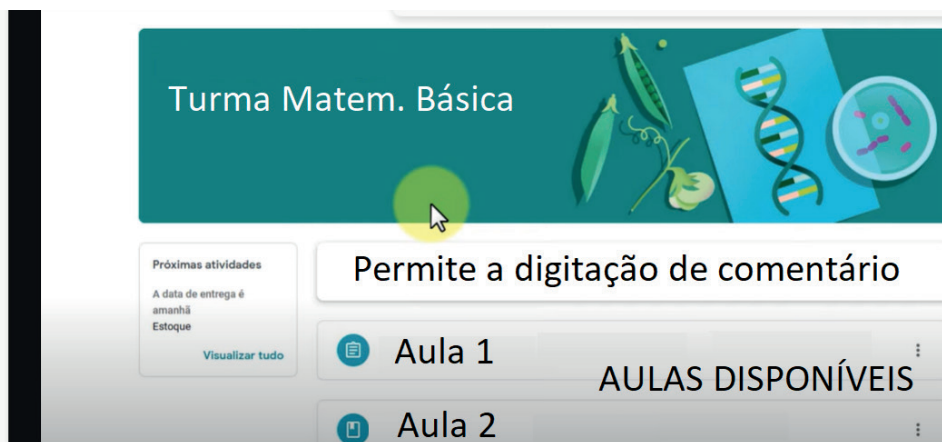 Turma Matem. Básica
Próximas atividades
A data de entrega é
amanhã
Estoque
Visualizar tudo
Permite a digitação de comentário
Aula 1
AULAS DISPONÍVEIS
Aula 2